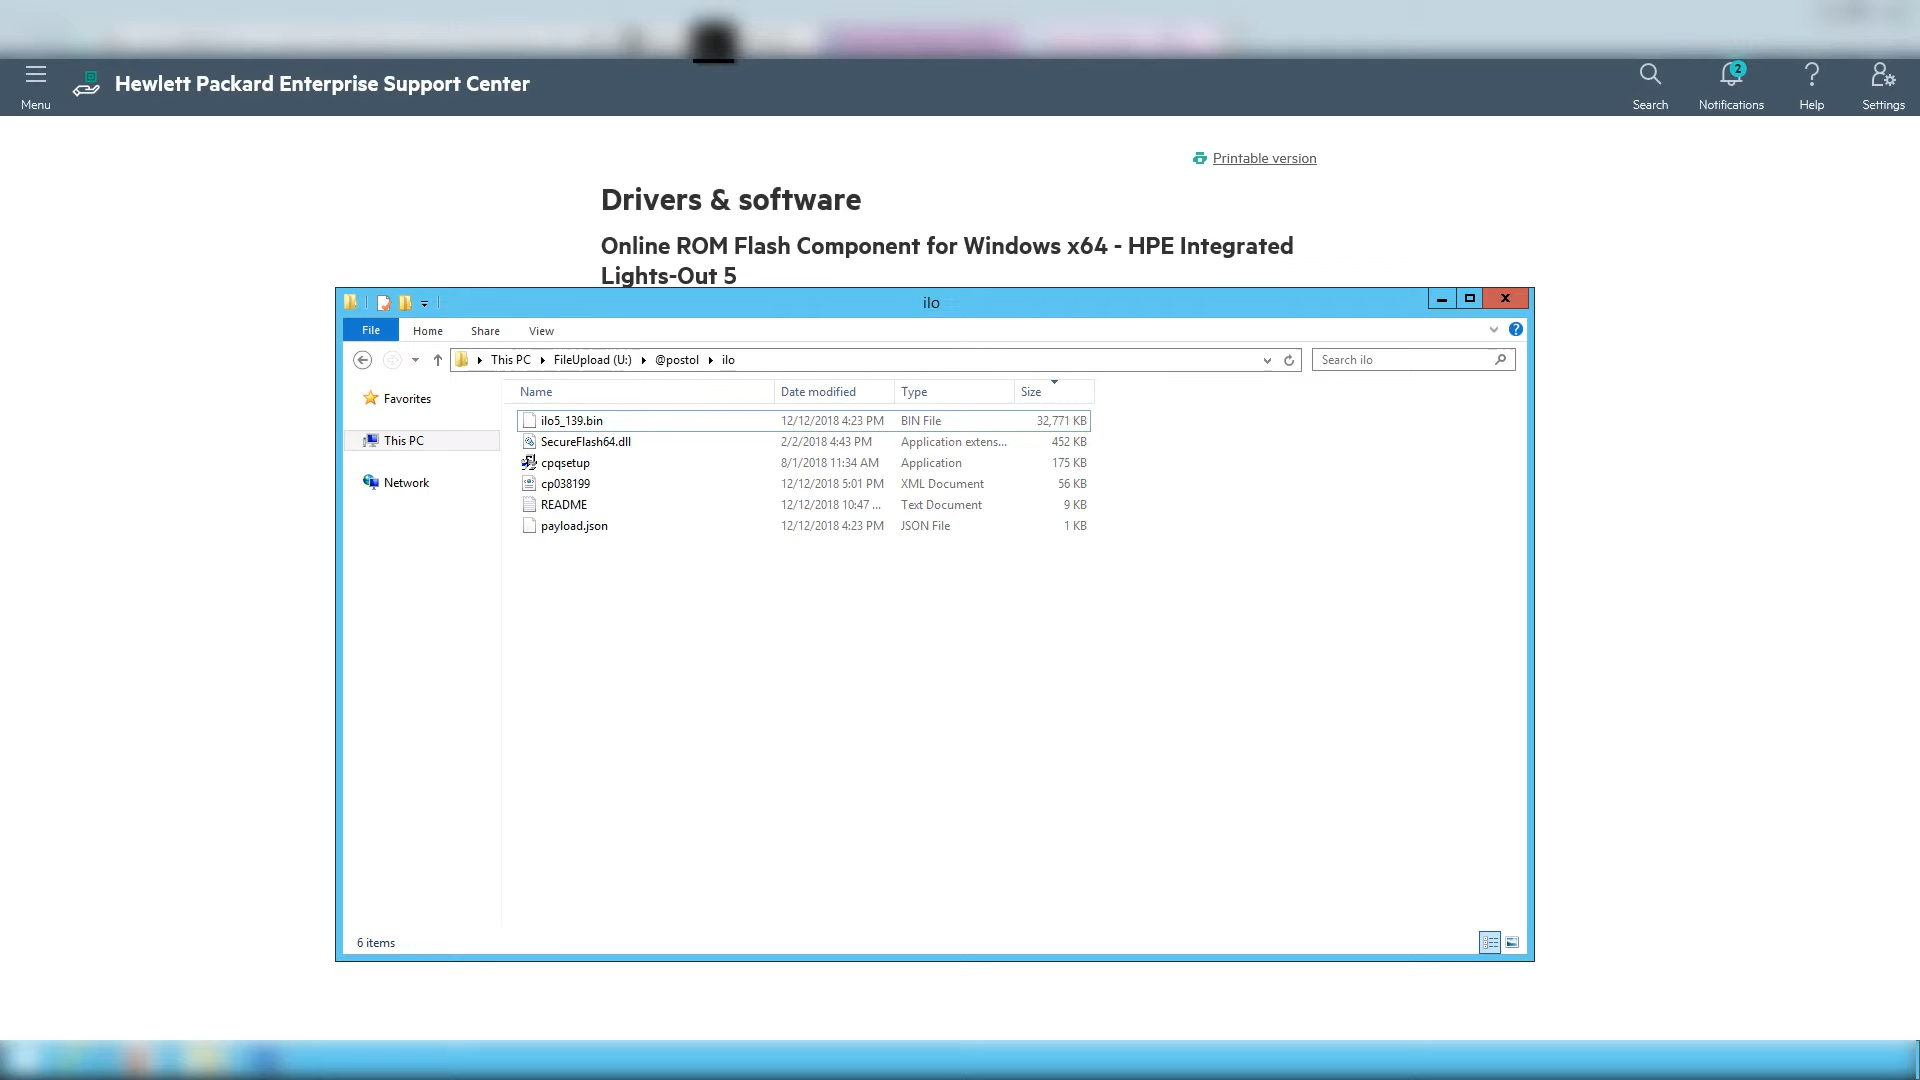 Menu
Hewlett Packard Enterprise Support Center
Search
2
Notifications
Help
Settings
Printable version
Drivers & software
Online ROM Flash Component for Windows x64 - HPE Integrated
Lights-Out 5
ilo
File Home Share View
This PC FileUpload (U:) @postol ilo
Search ilo
Favorites
This PC
Network
Name Date modified Type Size
ilo5_139.bin 12/12/2018 4:23 PM BIN File 32,771 KB
SecureFlash64.dll 2/2/2018 4:43 PM Application extens... 452 KB
cpqsetup 8/1/2018 11:34 AM Application 175 KB
cp038199 12/12/2018 5:01 PM XML Document 56 KB
README 12/12/2018 10:47 ... Text Document 9 KB
payload.json 12/12/2018 4:23 PM JSON File 1 KB
6 items